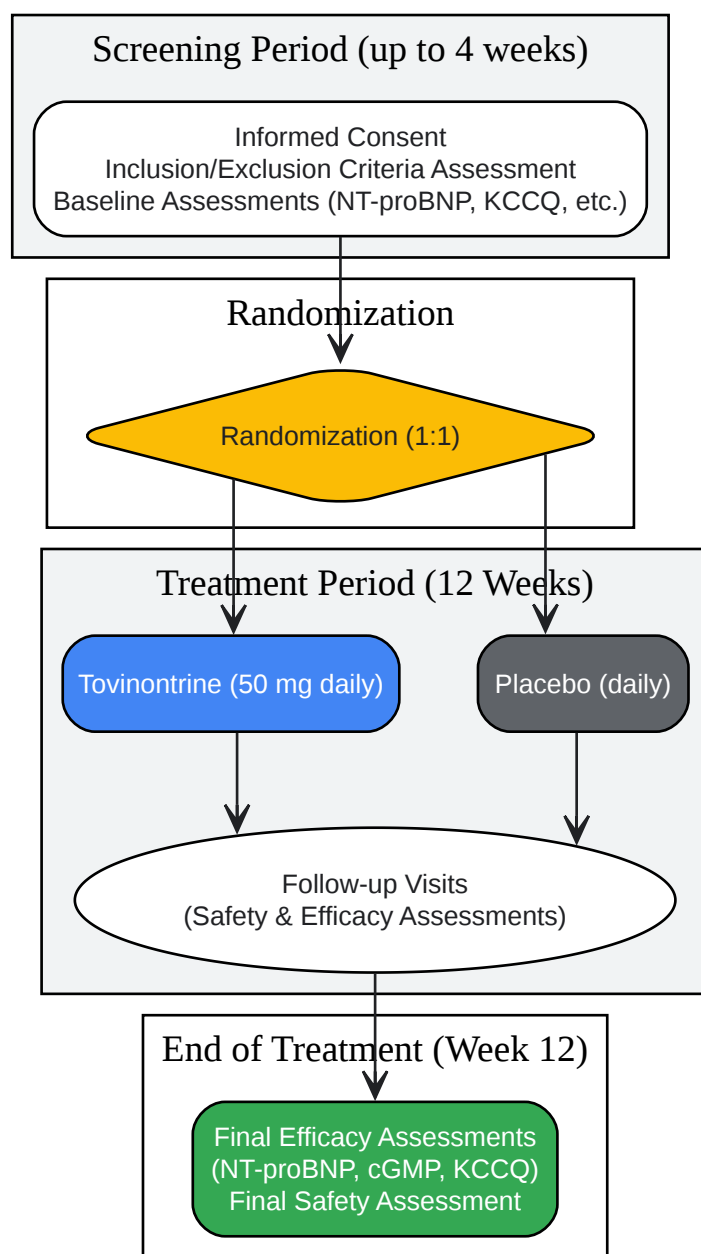 Screening Period (up to 4 weeks)
Informed Consent
Inclusion/Exclusion Criteria Assessment
Baseline Assessments (NT-proBNP, KCCQ, etc.)
Randomization
Randomization (1:1)
Treatment Period (12 Weeks)
Tovinontrine (50 mg daily)
Placebo (daily)
Follow-up Visits
(Safety & Efficacy Assessments)
End of Treatment (Week 12)
Final Efficacy Assessments
(NT-proBNP, cGMP, KCCQ)
Final Safety Assessment